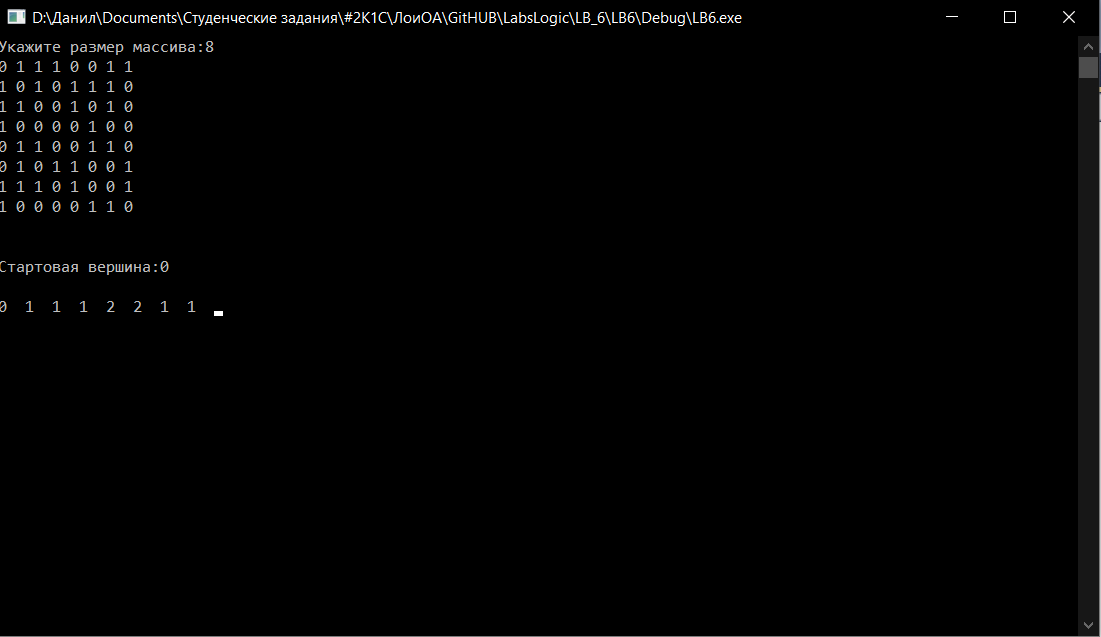 D:\Данил\Documents\Студенческие задания\#2К1С\ЛоиОА\GitHUB\LabsLogic\LB_6\LB6\Debug\LB6.exe
Укажите размер массива:8
0 1 1 1 0 0 1 1
1 0 1 0 1 1 1 0
1 1 0 0 1 0 1 0
1 0 0 0 0 1 0 0
0 1 1 0 0 1 1 0
0 1 0 1 1 0 0 1
1 1 1 0 1 0 0 1
1 0 0 0 0 1 1 0
Стартовая вершина:0
0 1 1 1 2 2 1 1